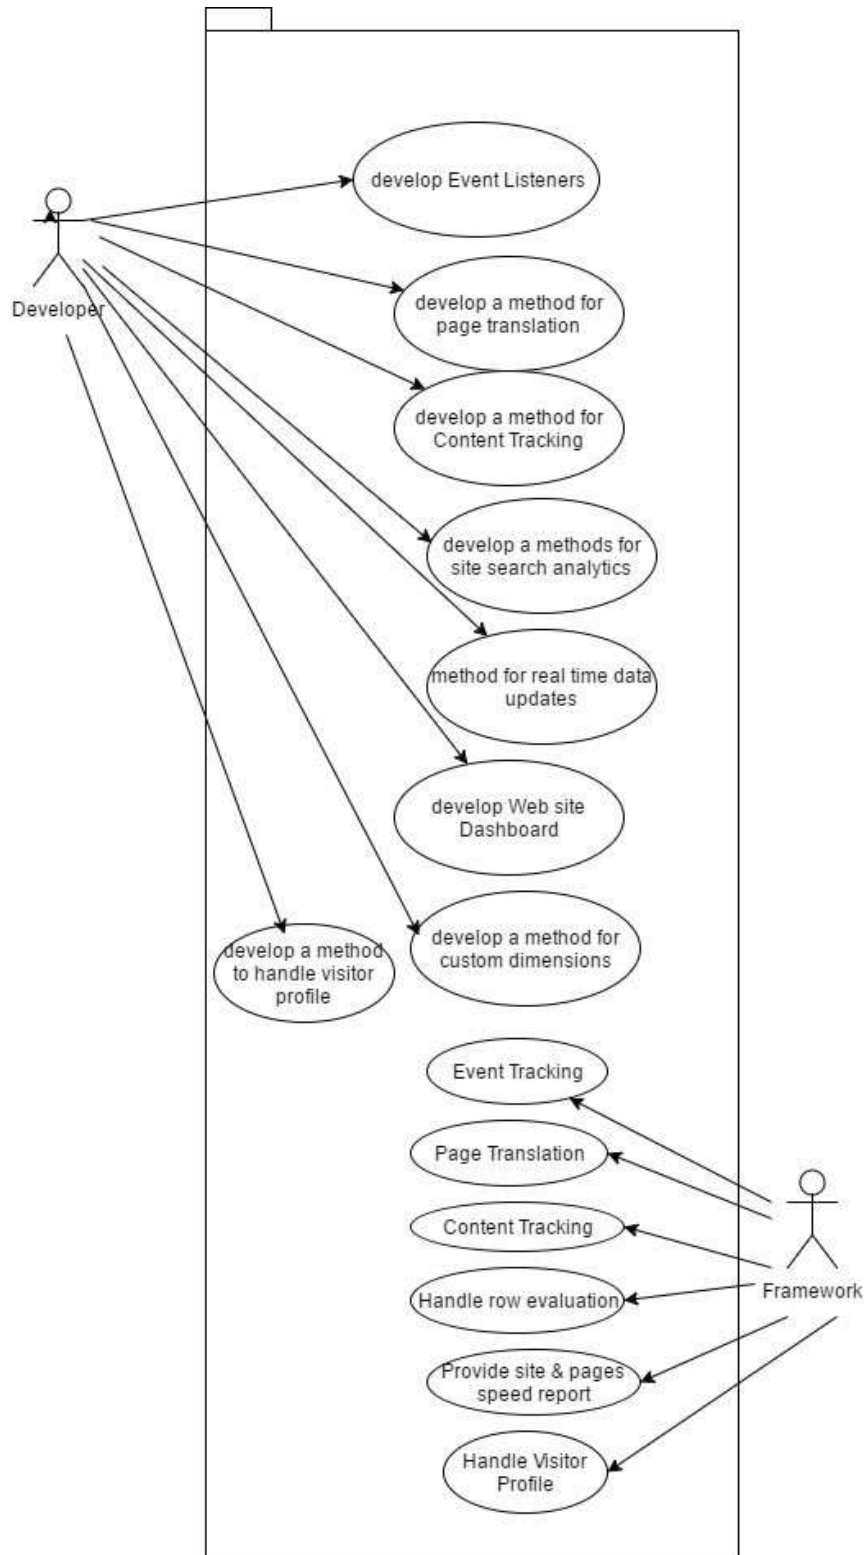 develop Event Listeners
Developer
develop a method for
page translation
develop a method for
Content Tracking
develop a methods for
site search analytics
method for real time data
updates
develop Web site
Dashboard
develop a method for
custom dimensions
develop a method
to handle visitor
profile
Event Tracking
Page Translation
Content Tracking
Handle row evaluation
Framework
Provide site & pages
speed report
Handle Visitor
Profile